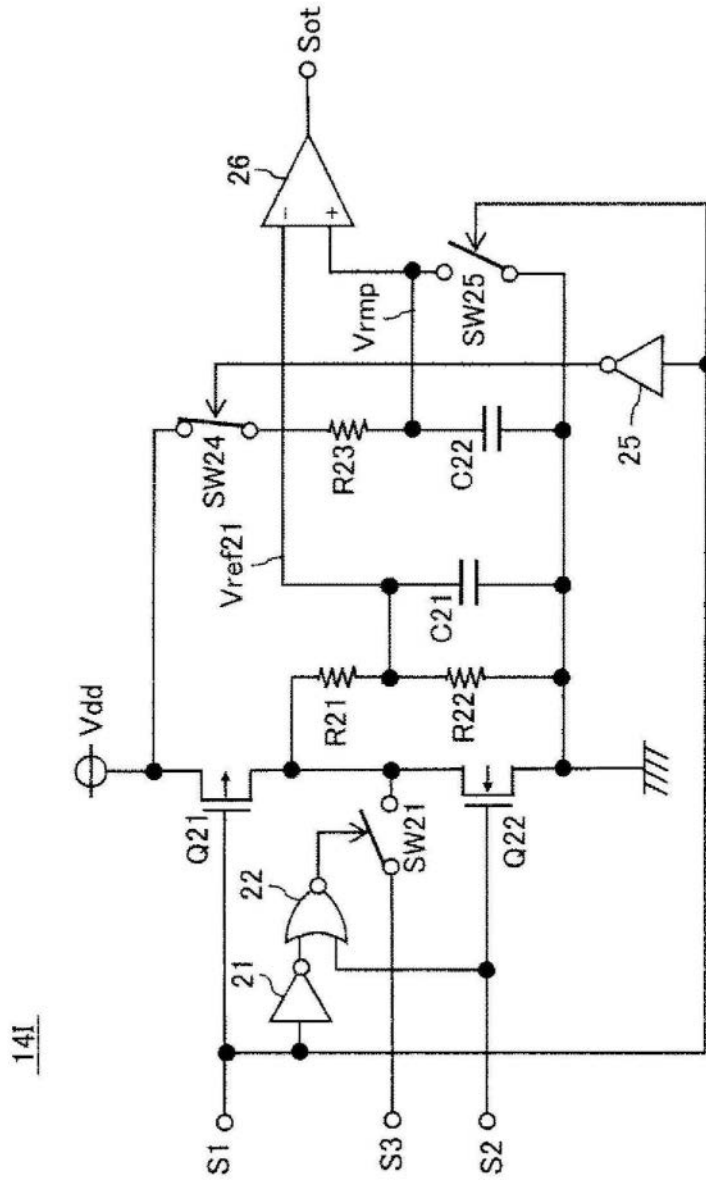 14I
Vdd
S1
S3
S2
Q21
21
22
SW21
Q22
R21
R22
C21
Vref21
SW24
R23
C22
Vrmp
SW25
25
26
-
+
Sot